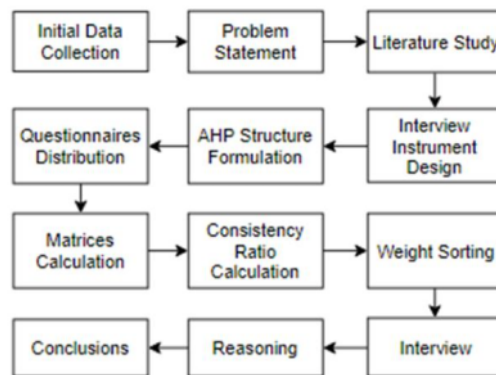 Initial Data
Collection
Problem
Statement
Literature Study
Questionnaires
Distribution
AHP Structure
Formulation
Interview
Instrument
Design
Matrices
Calculation
Consistency
Ratio
Calculation
Weight Sorting
Conclusions
Reasoning
Interview